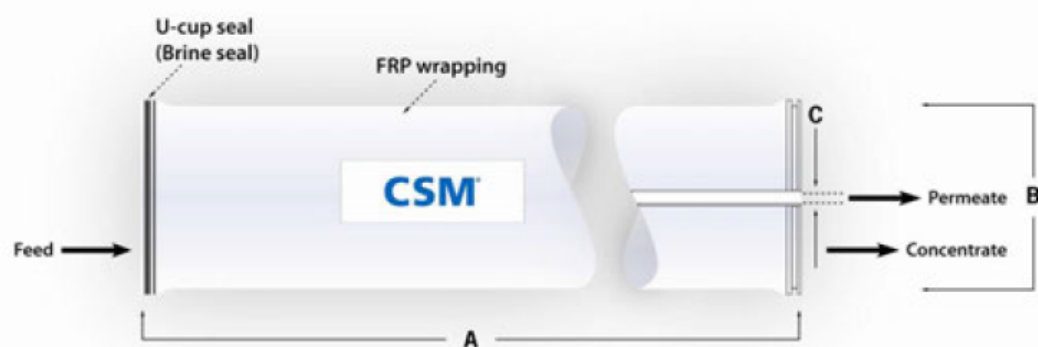 U-cup seal
(Brine seal)
FRP wrapping
C
CSM®
Permeate
B
Feed
Concentrate
A